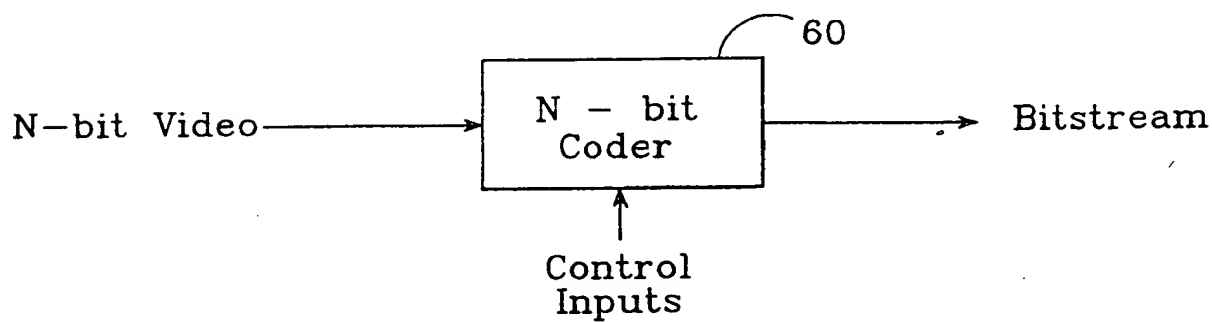 60
N-bit Video
N - bit
Coder
Bitstream
Control
Inputs